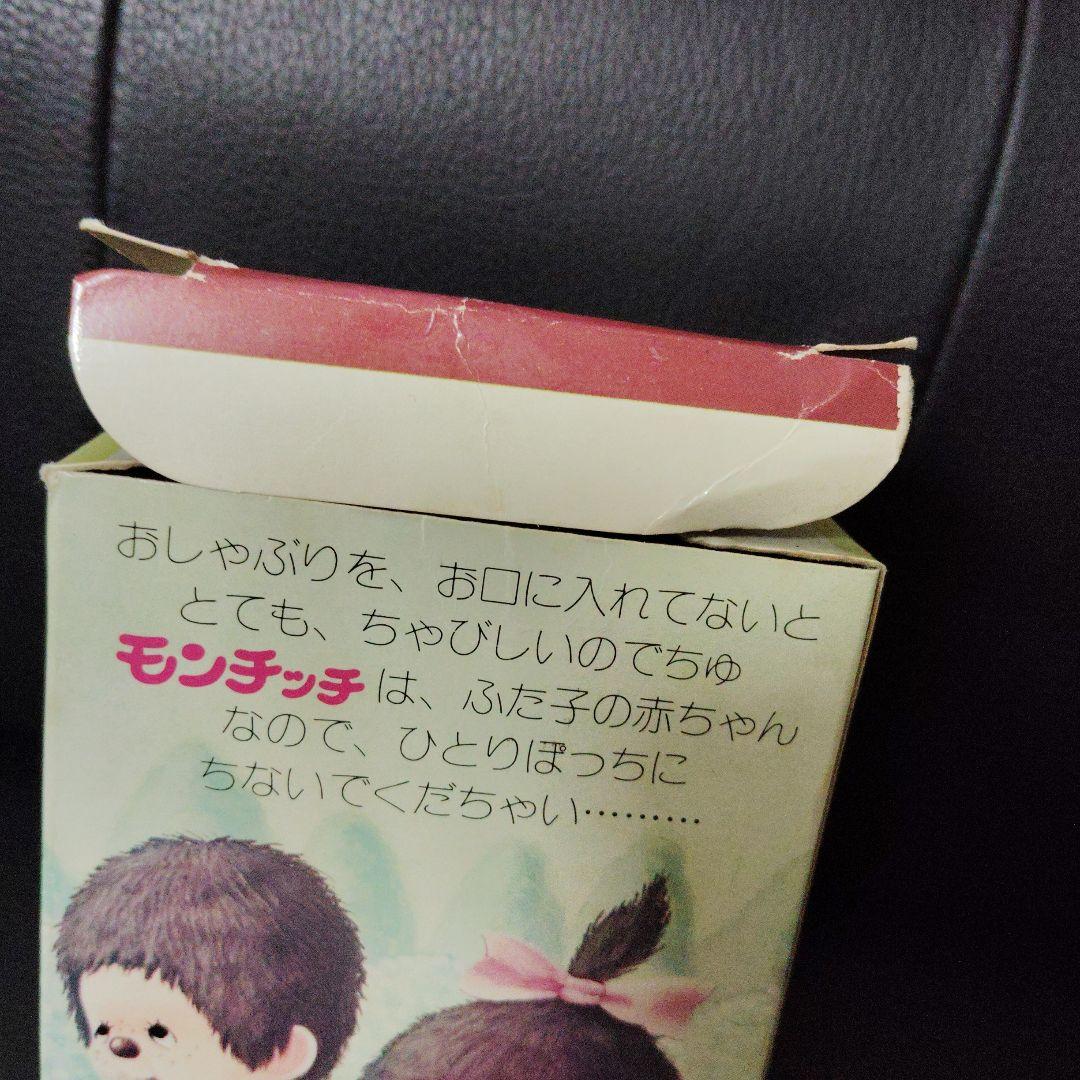 おしゃぶりを、お口に入れてないと
とても、ちゃびしいのでちゅ
モンチッチは、ふた子の赤ちゃん
なので、ひとりぽっちに
ちないでくだちゃい………